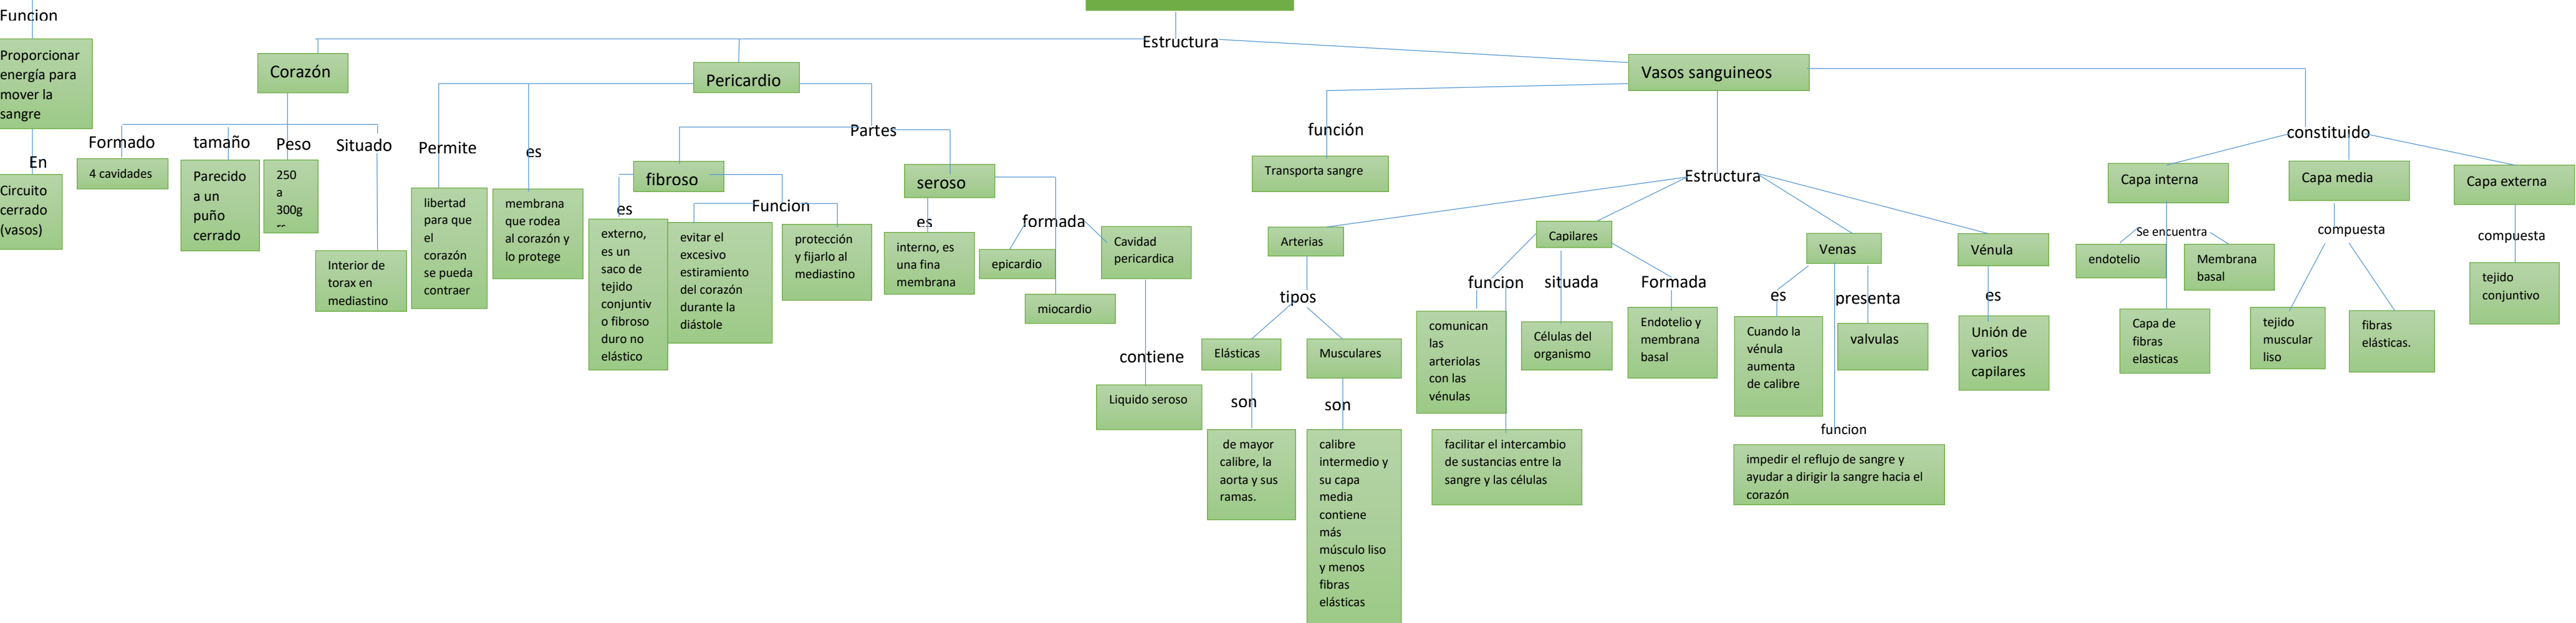 Funcion
Proporcionar
energía para
mover la
sangre
En
Circuito
cerrado
(vasos)
Estructura
Corazón
Formado
4 cavidades
tamaño
Parecido
a un
puño
cerrado
Peso
250
a
300g
rs
Situado
Interior de
torax en
mediastino
Pericardio
Permite
libertad
para que
el
corazón
se pueda
contraer
es
membrana
que rodea
al corazón y
lo protege
Partes
fibroso
es
externo,
es un
saco de
tejido
conjuntiv
o fibroso
duro no
elástico
Funcion
evitar el
excesivo
estiramiento
del corazón
durante la
diástole
protección
y fijarlo al
mediastino
seroso
es
interno, es
una fina
membrana
formada
epicardio
miocardio
Cavidad
pericardica
contiene
Liquido seroso
Vasos sanguineos
función
Transporta sangre
Estructura
Arterias
tipos
Elásticas
son
de mayor
calibre, la
aorta y sus
ramas.
Musculares
son
calibre
intermedio y
su capa
media
contiene
más
músculo liso
y menos
fibras
elásticas
Capilares
funcion
comunican
las
arteriolas
con las
vénulas
facilitar el intercambio
de sustancias entre la
sangre y las células
situada
Células del
organismo
Formada
Endotelio y
membrana
basal
Venas
es
Cuando la
vénula
aumenta
de calibre
presenta
valvulas
funcion
impedir el reflujo de sangre y
ayudar a dirigir la sangre hacia el
corazón
Vénula
es
Unión de
varios
capilares
constituido
Capa interna
Se encuentra
endotelio
Membrana
basal
Capa de
fibras
elasticas
Capa media
compuesta
tejido
muscular
liso
fibras
elásticas.
Capa externa
compuesta
tejido
conjuntivo